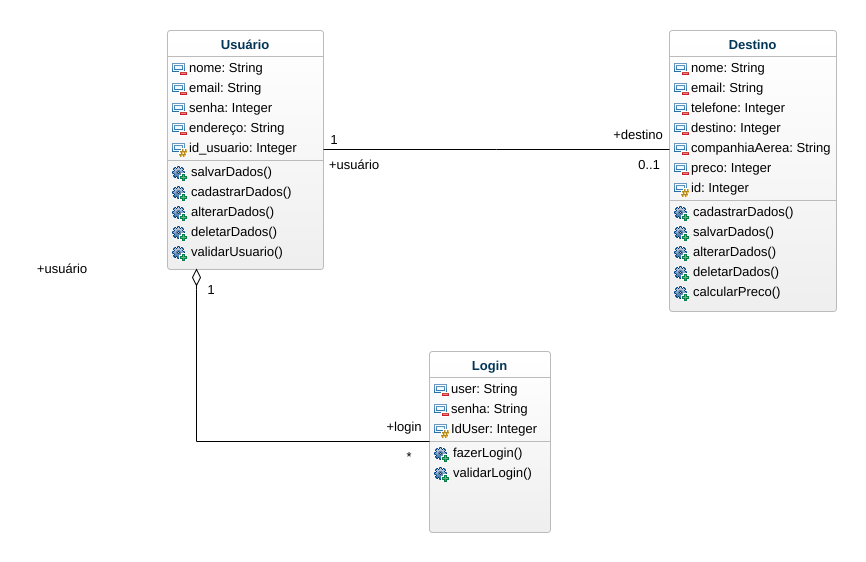 Usuário
nome: String
email: String
senha: Integer
endereço: String
id_usuario: Integer
salvarDados()
cadastrarDados()
alterarDados()
deletarDados()
validarUsuario()
1
+usuário
+destino
0..1
Destino
nome: String
email: String
telefone: Integer
destino: Integer
companhiaAerea: String
preco: Integer
id: Integer
cadastrarDados()
salvarDados()
alterarDados()
deletarDados()
calcularPreco()
+usuário
1
+login
*
Login
user: String
senha: String
IdUser: Integer
fazerLogin()
validarLogin()